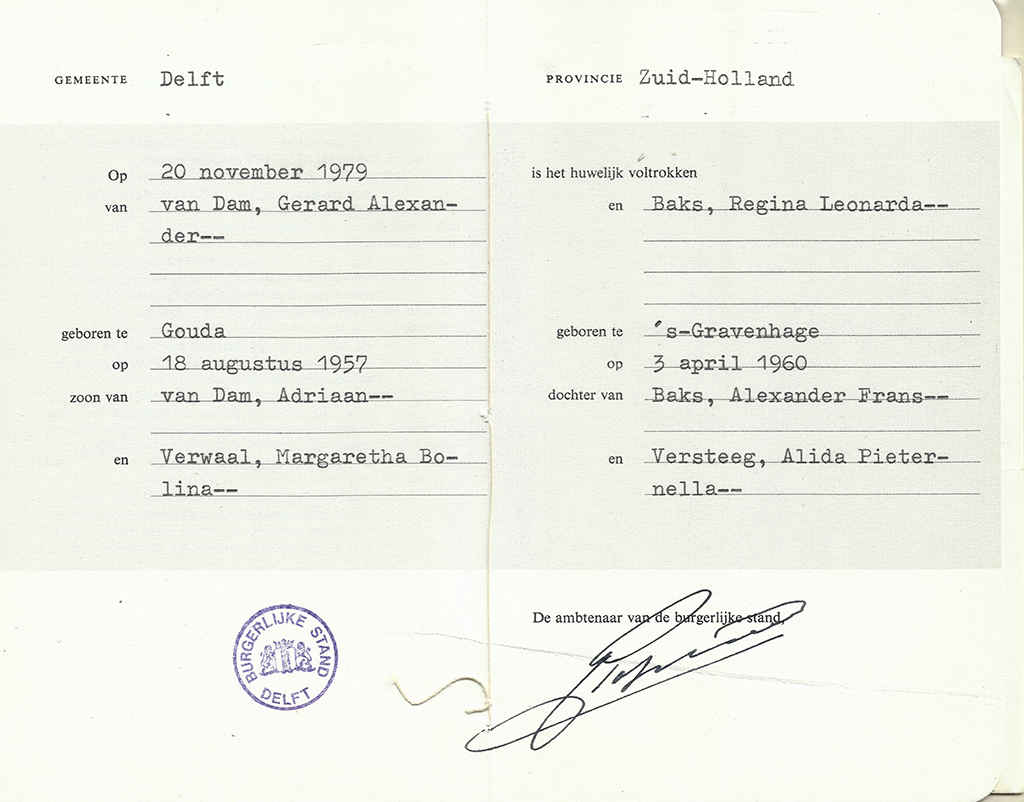 GEMEENTE Delft
PROVINCIE Zuid-Holland
Op 20 november 1979
is het huwelijk voltrokken
van van Dam, Gerard Alexan-
der--
en Baks, Regina Leonarda--
geboren te Gouda
op 18 augustus 1957
zoon van van Dam, Adriaan--
en Verwaal, Margaretha Bo-
lina--
geboren te 's-Gravenhage
op 3 april 1960
dochter van Baks, Alexander Frans--
en Versteeg, Alida Pieter-
nella--
De ambtenaar van de burgerlijke stand,
BURGERLIJKE STAND
DELFT